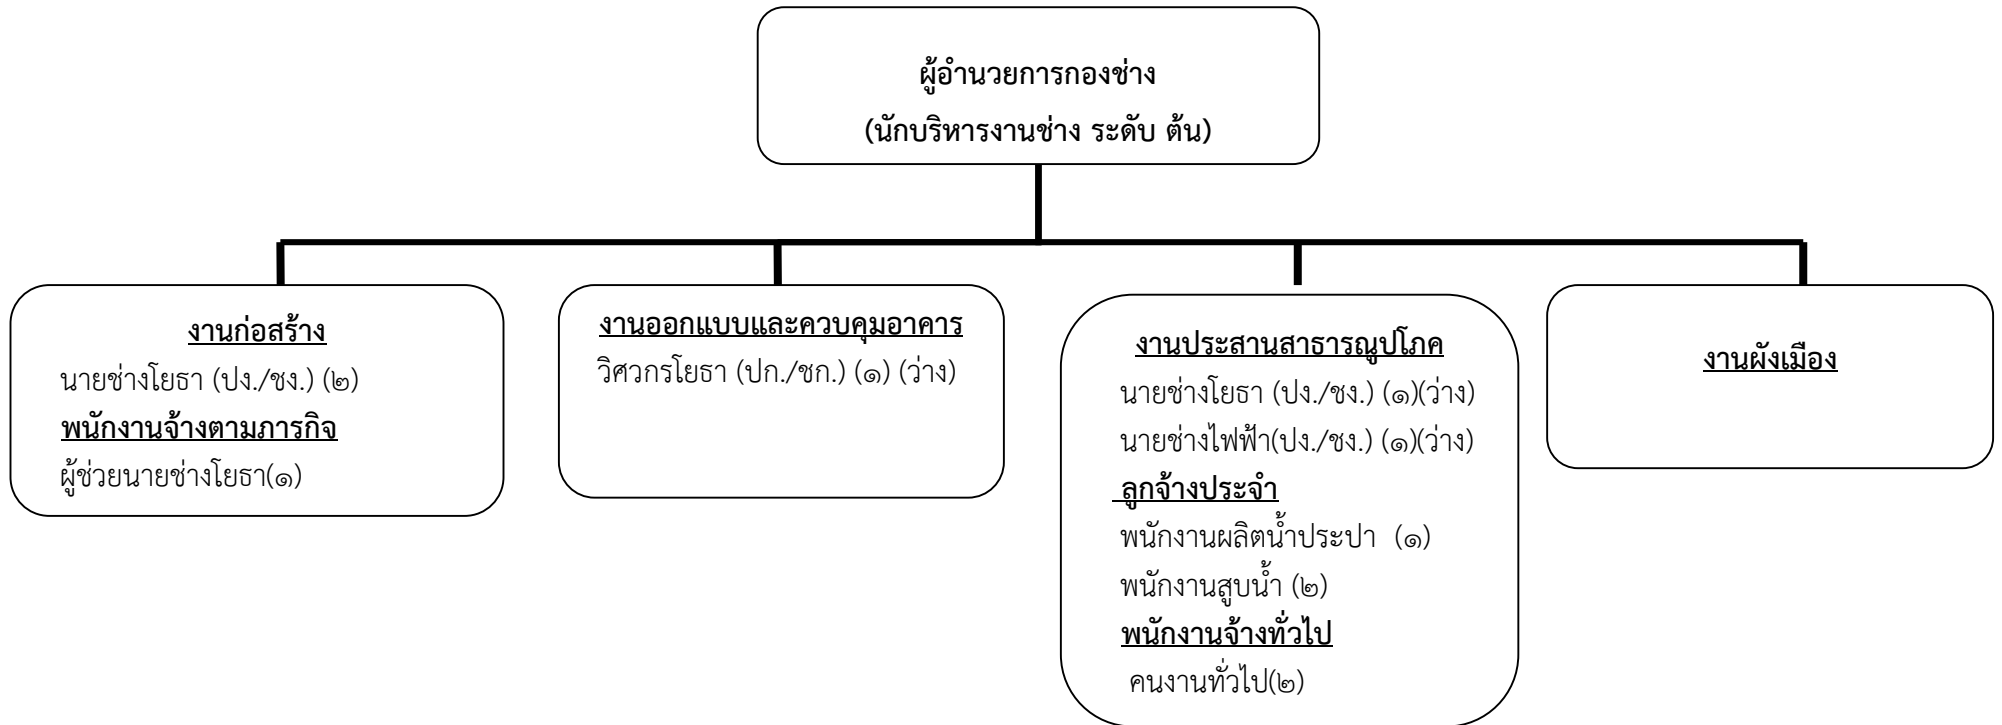 ผู้อำนวยการกองช่าง
(นักบริหารงานช่าง ระดับ ต้น)
งานก่อสร้าง
นายช่างโยธา (ปง./ชง.) (๒)
พนักงานจ้างตามภารกิจ
ผู้ช่วยนายช่างโยธา(๑)
งานออกแบบและควบคุมอาคาร
วิศวกรโยธา (ปก./ชก.) (๑) (ว่าง)
งานประสานสาธารณูปโภค
นายช่างโยธา (ปง./ชง.) (๑)(ว่าง)
นายช่างไฟฟ้า(ปง./ชง.) (๑)(ว่าง)
ลูกจ้างประจำ
พนักงานผลิตน้ำประปา (๑)
พนักงานสูบน้ำ (๒)
พนักงานจ้างทั่วไป
คนงานทั่วไป(๒)
งานผังเมือง